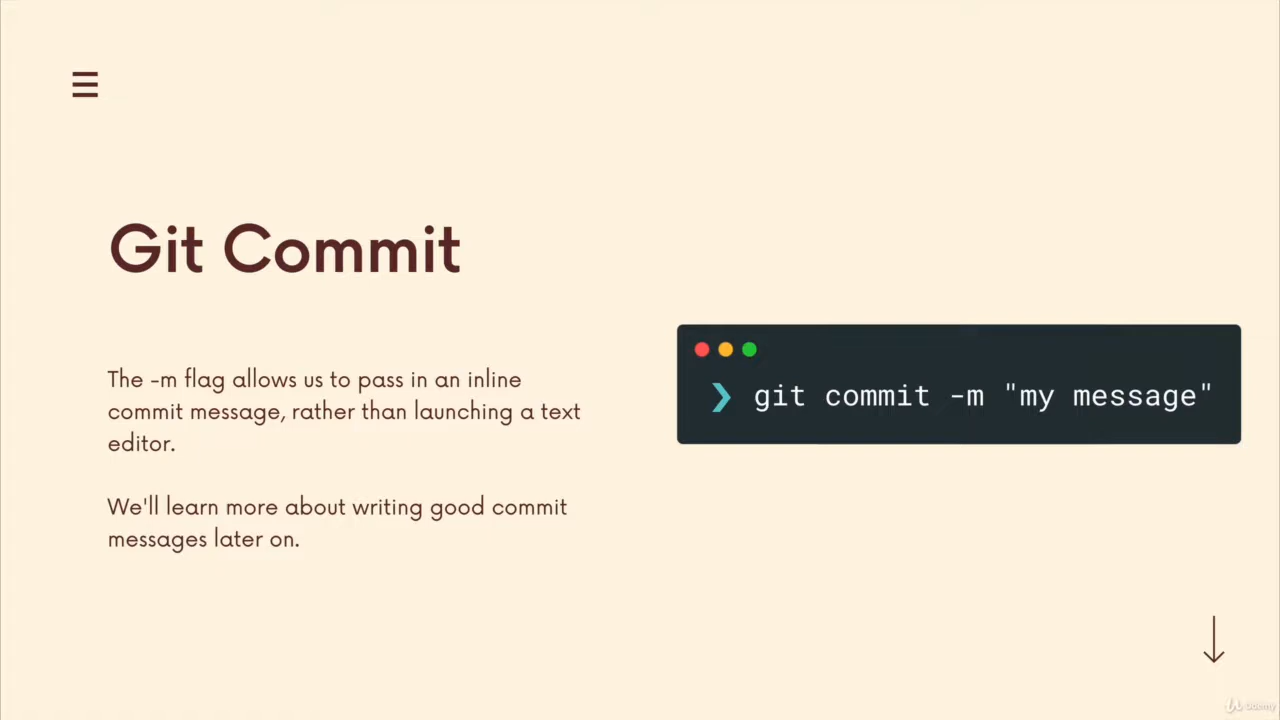 Git Commit
The -m flag allows us to pass in an inline
commit message, rather than launching a text
editor.
We'll learn more about writing good commit
messages later on.
❯ git commit -m "my message"
Udemy